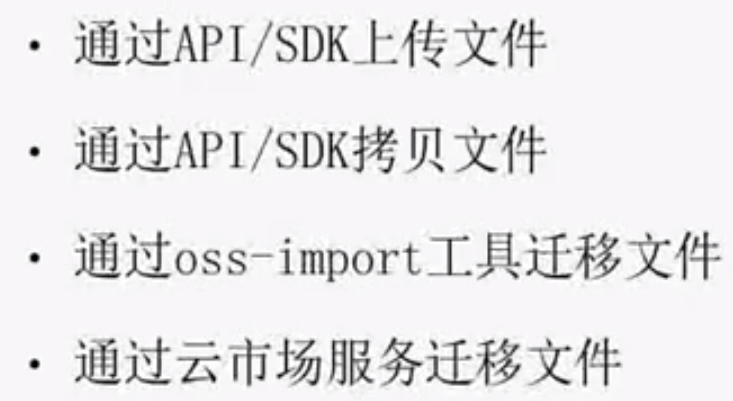 · 通过API/SDK上传文件
· 通过API/SDK拷贝文件
· 通过oss-import工具迁移文件
· 通过云市场服务迁移文件